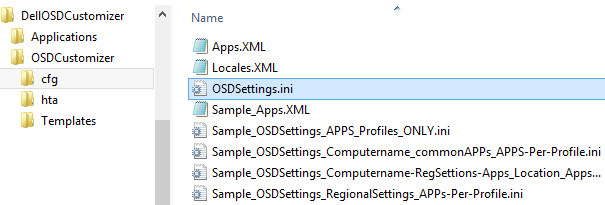 DellOSDCustomizer
Applications
OSDCustomizer
cfg
hta
Templates
Name
Apps.XML
Locales.XML
OSDSettings.ini
Sample_Apps.XML
Sample_OSDSettings_APPS_Profiles_ONLY.ini
Sample_OSDSettings_Computername_commonAPPs_APPS-Per-Profile.ini
Sample_OSDSettings_Computername-RegSettions-Apps_Location_Apps...
Sample_OSDSettings_RegionalSettings_APPs-Per-Profile.ini